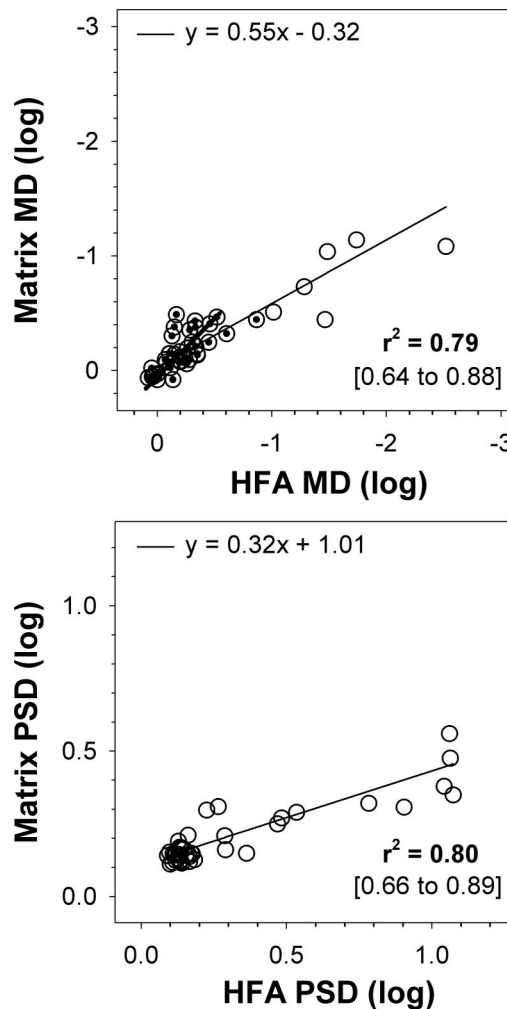 -3
y = 0.55x - 0.32
-2
Matrix MD (log)
-1
r² = 0.79
0
[0.64 to 0.88]
0 -1 -2 -3
HFA MD (log)
y = 0.32x + 1.01
1.0
Matrix PSD (log)
0.5
r² = 0.80
0.0
[0.66 to 0.89]
0.0 0.5 1.0
HFA PSD (log)